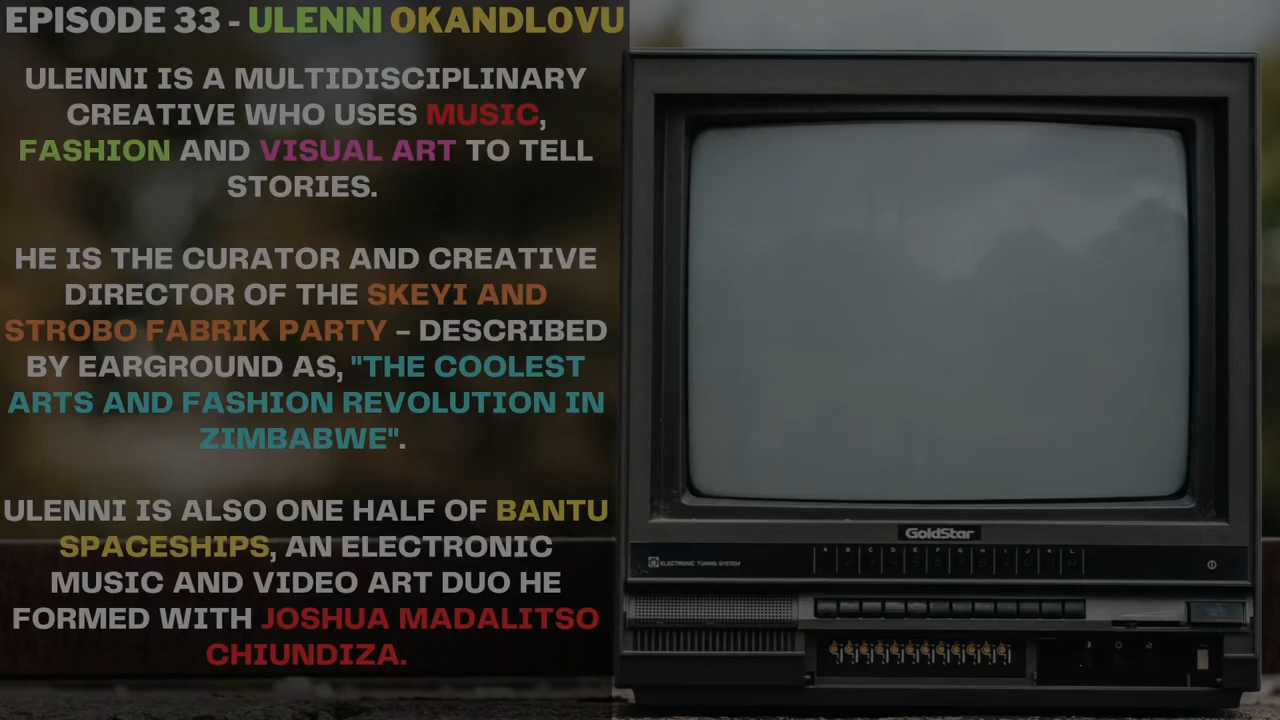 EPISODE 33 - ULENNI OKANDLOVU
ULENNI IS A MULTIDISCIPLINARY
CREATIVE WHO USES MUSIC,
FASHION AND VISUAL ART TO TELL
STORIES.
HE IS THE CURATOR AND CREATIVE
DIRECTOR OF THE SKEYI AND
STROBO FABRIK PARTY – DESCRIBED
BY EARGROUND AS, "THE COOLEST
ARTS AND FASHION REVOLUTION IN
ZIMBABWE".
ULENNI IS ALSO ONE HALF OF BANTU
SPACESHIPS, AN ELECTRONIC
MUSIC AND VIDEO ART DUO HE
FORMED WITH JOSHUA MADALITSO
CHIUNDIZA.
GoldStar
ELECTRONIC TUNING SYSTEM